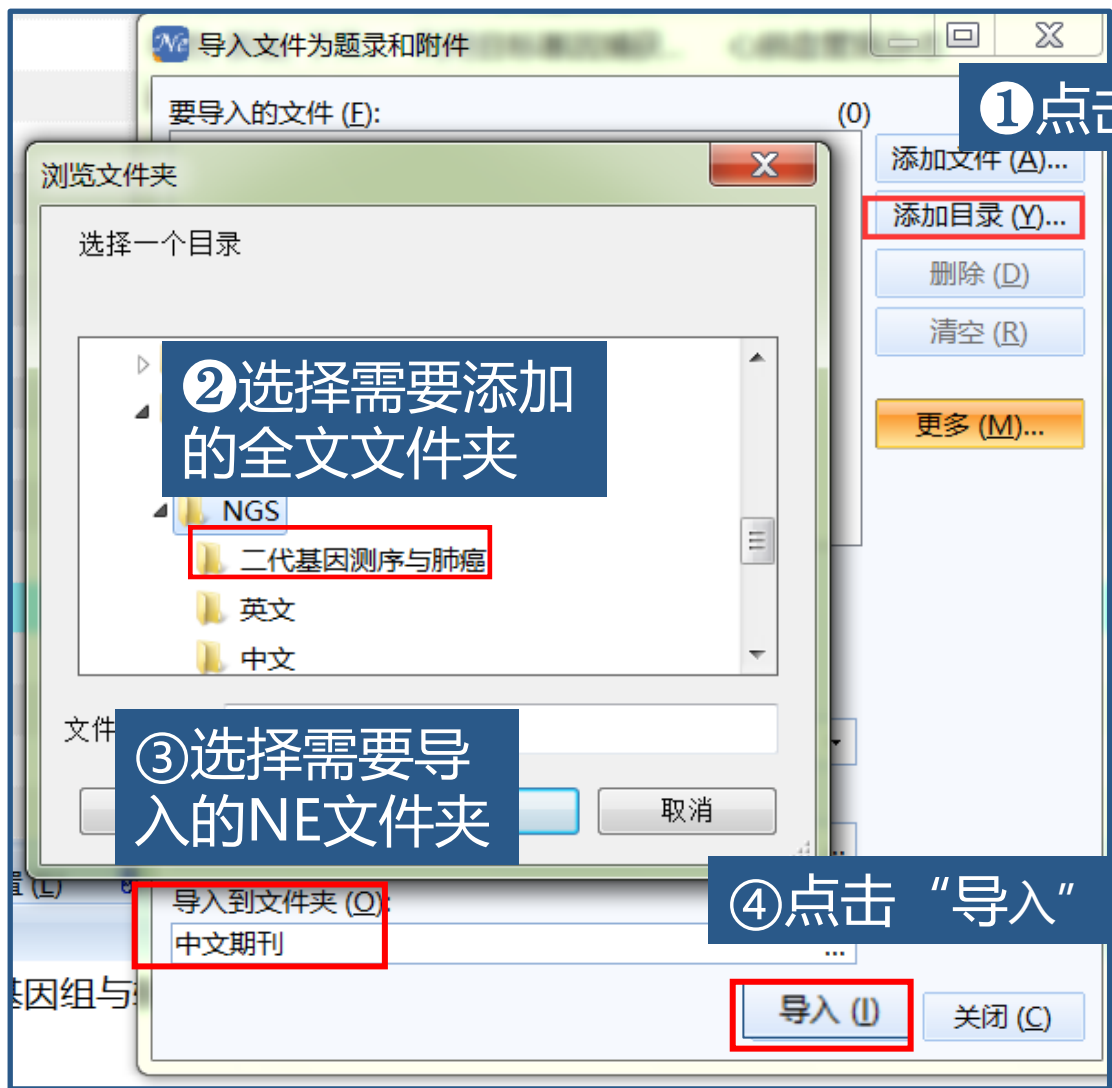 导入文件为题录和附件
要导入的文件 (F):
(0)
❶点击
添加文件 (A)...
浏览文件夹
添加目录 (Y)...
选择一个目录
删除 (D)
清空 (R)
❷选择需要添加
的全文文件夹
更多 (M)...
NGS
二代基因测序与肺癌
英文
中文
文件
③选择需要导
入的NE文件夹
取消
置 (L)
导入到文件夹 (O):
④点击“导入”
中文期刊
...
基因组与
导入 (I)
关闭 (C)